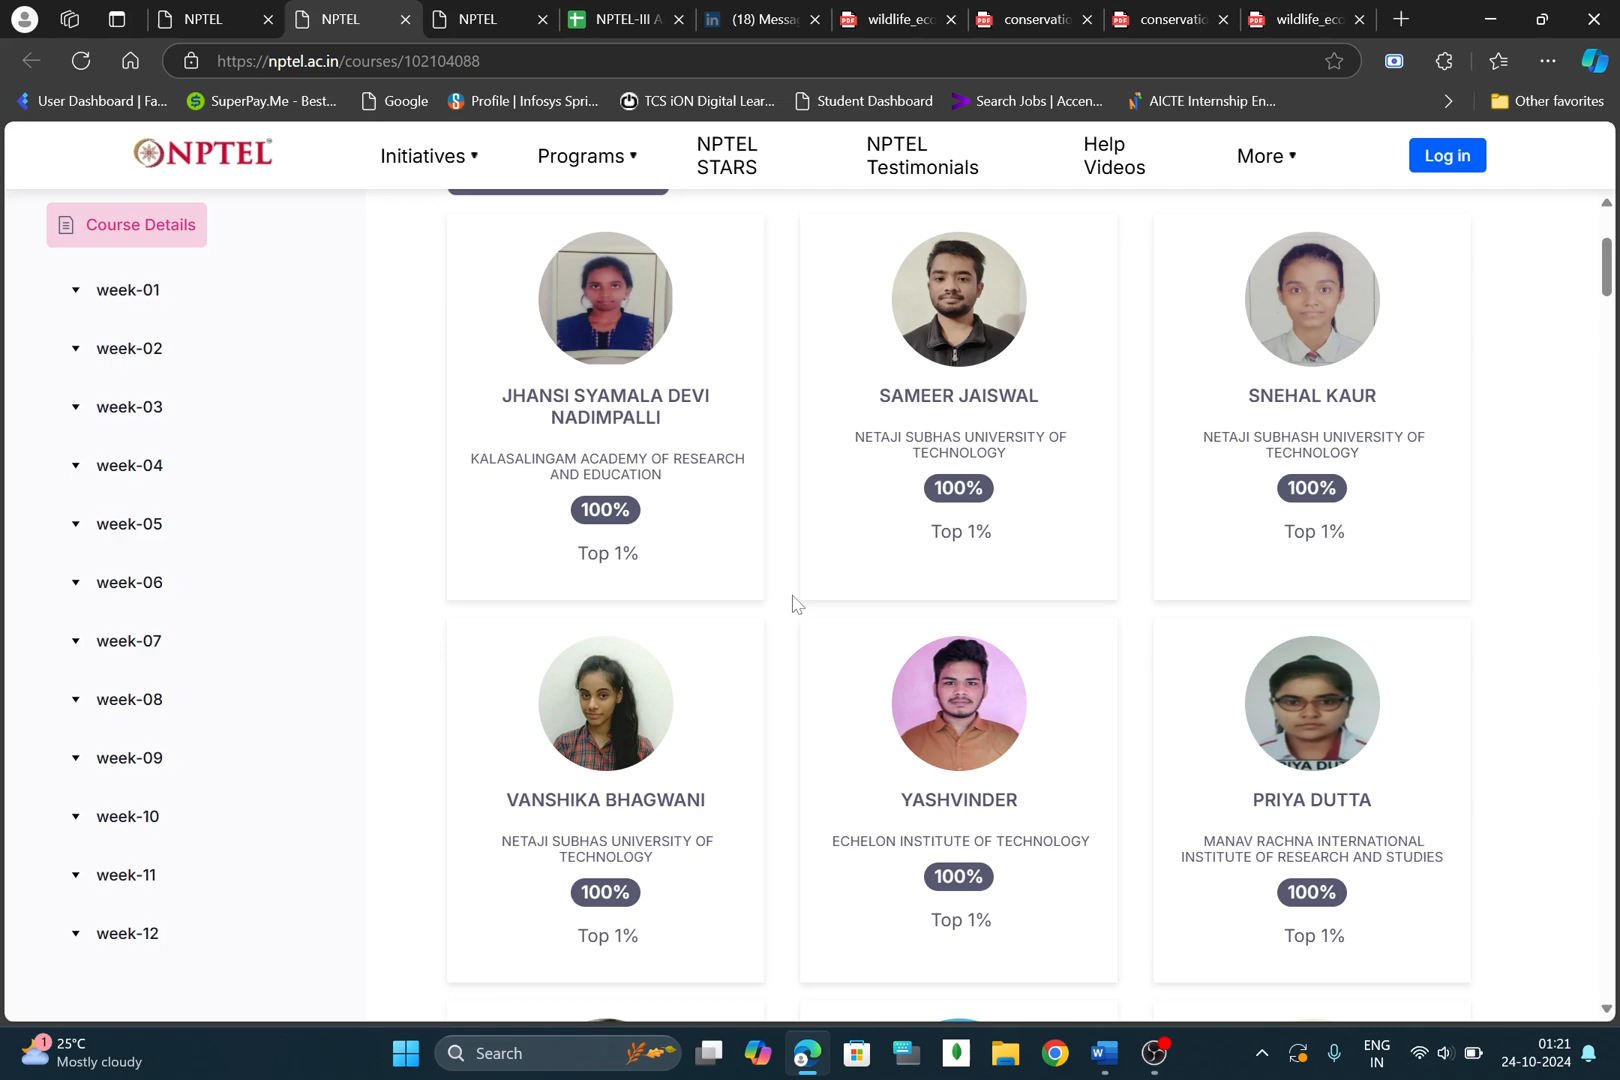 NPTEL
NPTEL
NPTEL
NPTEL-III A
(18) Messa
wildlife_eco
conservatio
conservatio
wildlife_eco
https://nptel.ac.in/courses/102104088
User Dashboard | Fa...
SuperPay.Me - Best...
Google
Profile | Infosys Spri...
TCS iON Digital Lear...
Student Dashboard
Search Jobs | Accen...
AICTE Internship En...
Other favorites
NPTEL
Initiatives
Programs
NPTEL
STARS
NPTEL
Testimonials
Help
Videos
More
Log in
Course Details
week-01
week-02
week-03
week-04
week-05
week-06
week-07
week-08
week-09
week-10
week-11
week-12
JHANSI SYAMALA DEVI
NADIMPALLI
KALASALINGAM ACADEMY OF RESEARCH
AND EDUCATION
100%
Top 1%
SAMEER JAISWAL
NETAJI SUBHAS UNIVERSITY OF
TECHNOLOGY
100%
Top 1%
SNEHAL KAUR
NETAJI SUBHASH UNIVERSITY OF
TECHNOLOGY
100%
Top 1%
VANSHIKA BHAGWANI
NETAJI SUBHAS UNIVERSITY OF
TECHNOLOGY
100%
Top 1%
YASHVINDER
ECHELON INSTITUTE OF TECHNOLOGY
100%
Top 1%
PRIYA DUTTA
MANAV RACHNA INTERNATIONAL
INSTITUTE OF RESEARCH AND STUDIES
100%
Top 1%
1
25°C
Mostly cloudy
Search
ENG
IN
01:21
24-10-2024